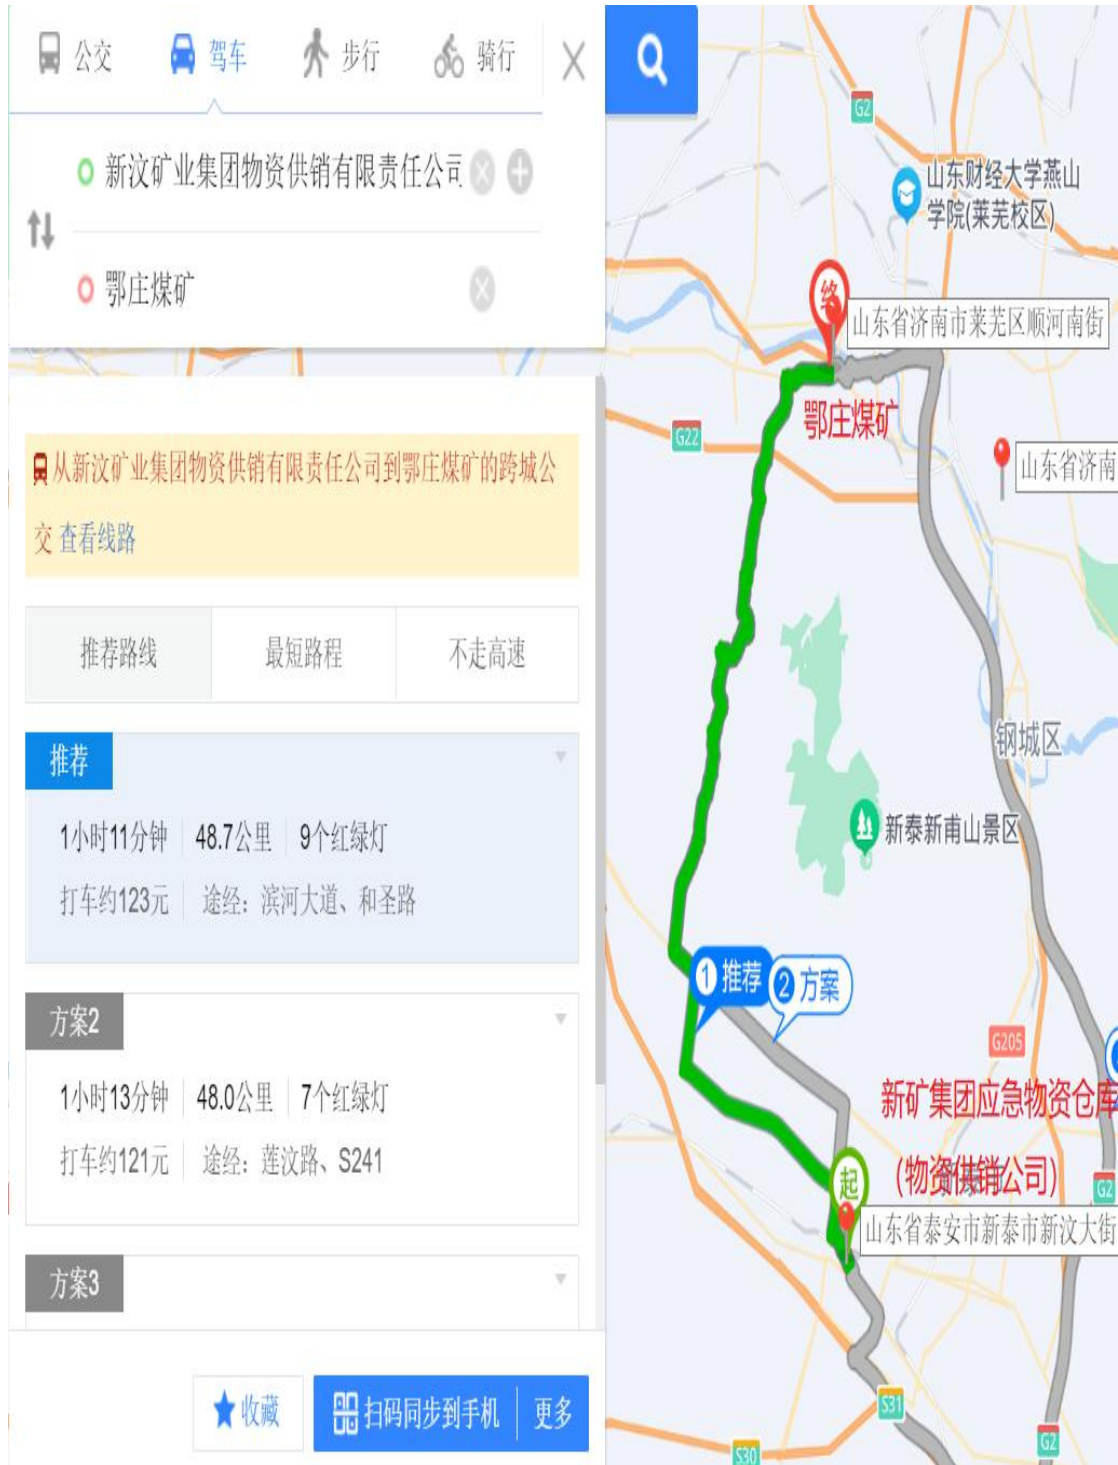 公交 驾车 步行 骑行
新汶矿业集团物资供销有限责任公司
鄂庄煤矿
从新汶矿业集团物资供销有限责任公司到鄂庄煤矿的跨城公
交 查看线路
推荐路线 最短路程 不走高速
推荐
1小时11分钟 48.7公里 9个红绿灯
打车约123元 途经：滨河大道、和圣路
方案2
1小时13分钟 48.0公里 7个红绿灯
打车约121元 途经：莲汶路、S241
方案3
收藏 扫码同步到手机 更多
G2
山东财经大学燕山
学院(莱芜校区)
终
山东省济南市莱芜区顺河南街
鄂庄煤矿
G22
山东省济南
钢城区
新泰新甫山景区
1 推荐
2 方案
G205
新矿集团应急物资仓库
(物资供销公司)
G2
起
山东省泰安市新泰市新汶大街
S31
G2
S30